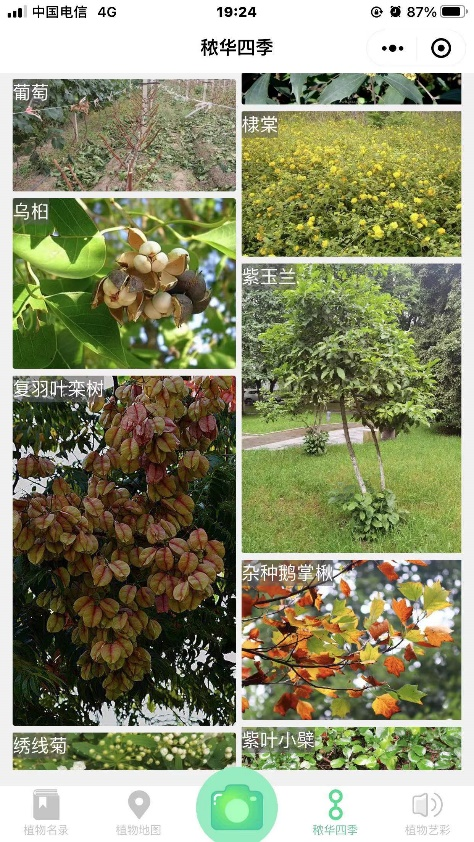 中国电信 4G 19:24 87%
秾华四季
葡萄
棣棠
乌桕
紫玉兰
复羽叶栾树
杂种鹅掌楸
绣线菊
紫叶小檗
植物名录 植物地图 秾华四季 植物艺彩